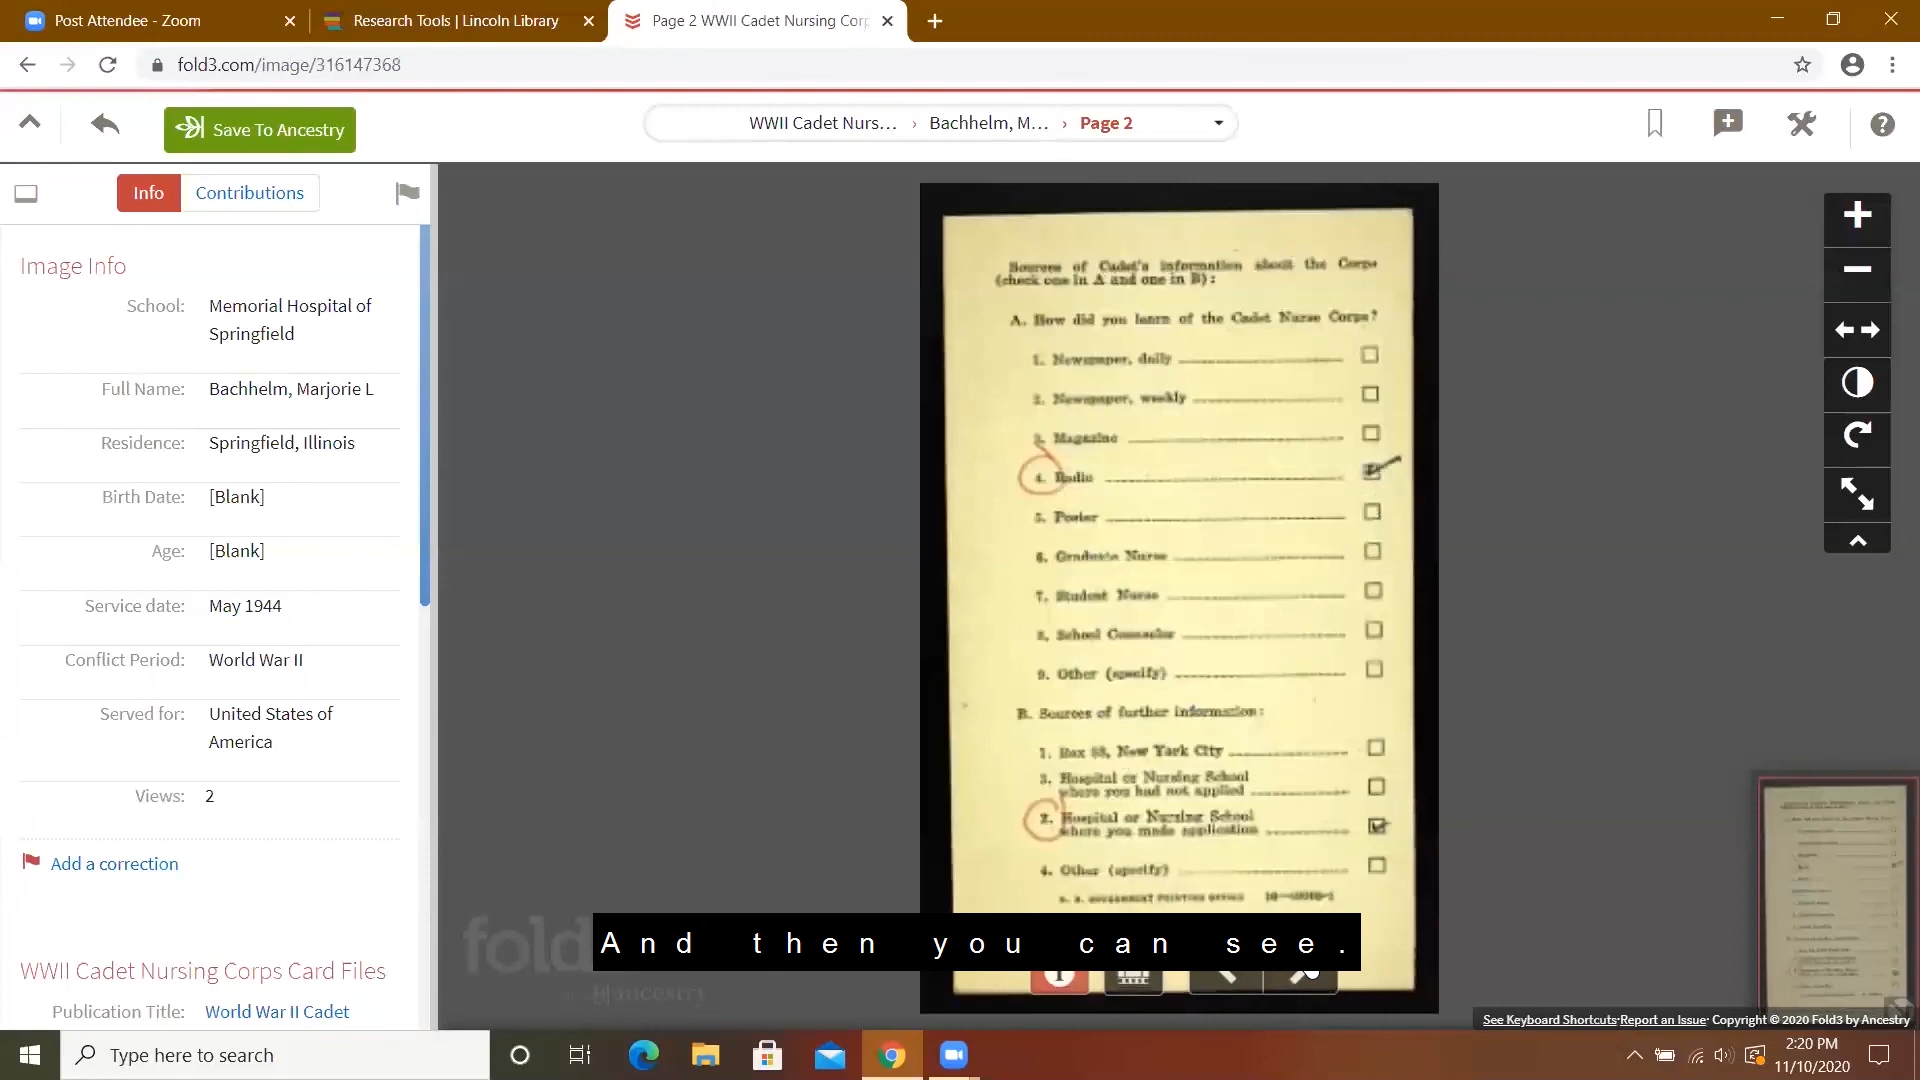 Post Attendee - Zoom
Research Tools | Lincoln Library
Page 2 WWII Cadet Nursing Corp
fold3.com/image/316147368
Save To Ancestry
WWII Cadet Nurs... › Bachhelm, M... › Page 2
Info
Contributions
Image Info
School: Memorial Hospital of
Springfield
Full Name: Bachhelm, Marjorie L
Residence: Springfield, Illinois
Birth Date: [Blank]
Age: [Blank]
Service date: May 1944
Conflict Period: World War II
Served for: United States of
America
Views: 2
Add a correction
WWII Cadet Nursing Corps Card Files
Publication Title: World War II Cadet
Sources of Cadet's information about the Corps
(check one in A and one in B):
A. How did you learn of the Cadet Nurse Corps?
1. Newspaper, daily
2. Newspaper, weekly
3. Magazine
4. Radio
5. Poster
6. Graduate Nurse
7. Student Nurse
8. School Counselor
9. Other (specify)
B. Sources of further information:
1. Box 88, New York City
3. Hospital or Nursing School
where you had not applied
2. Hospital or Nursing School
where you made application
4. Other (specify)
U. S. GOVERNMENT PRINTING OFFICE
fold
ancestry
And then you can see.
See Keyboard Shortcuts·Report an Issue· Copyright © 2020 Fold3 by Ancestry
Type here to search
2:20 PM
11/10/2020